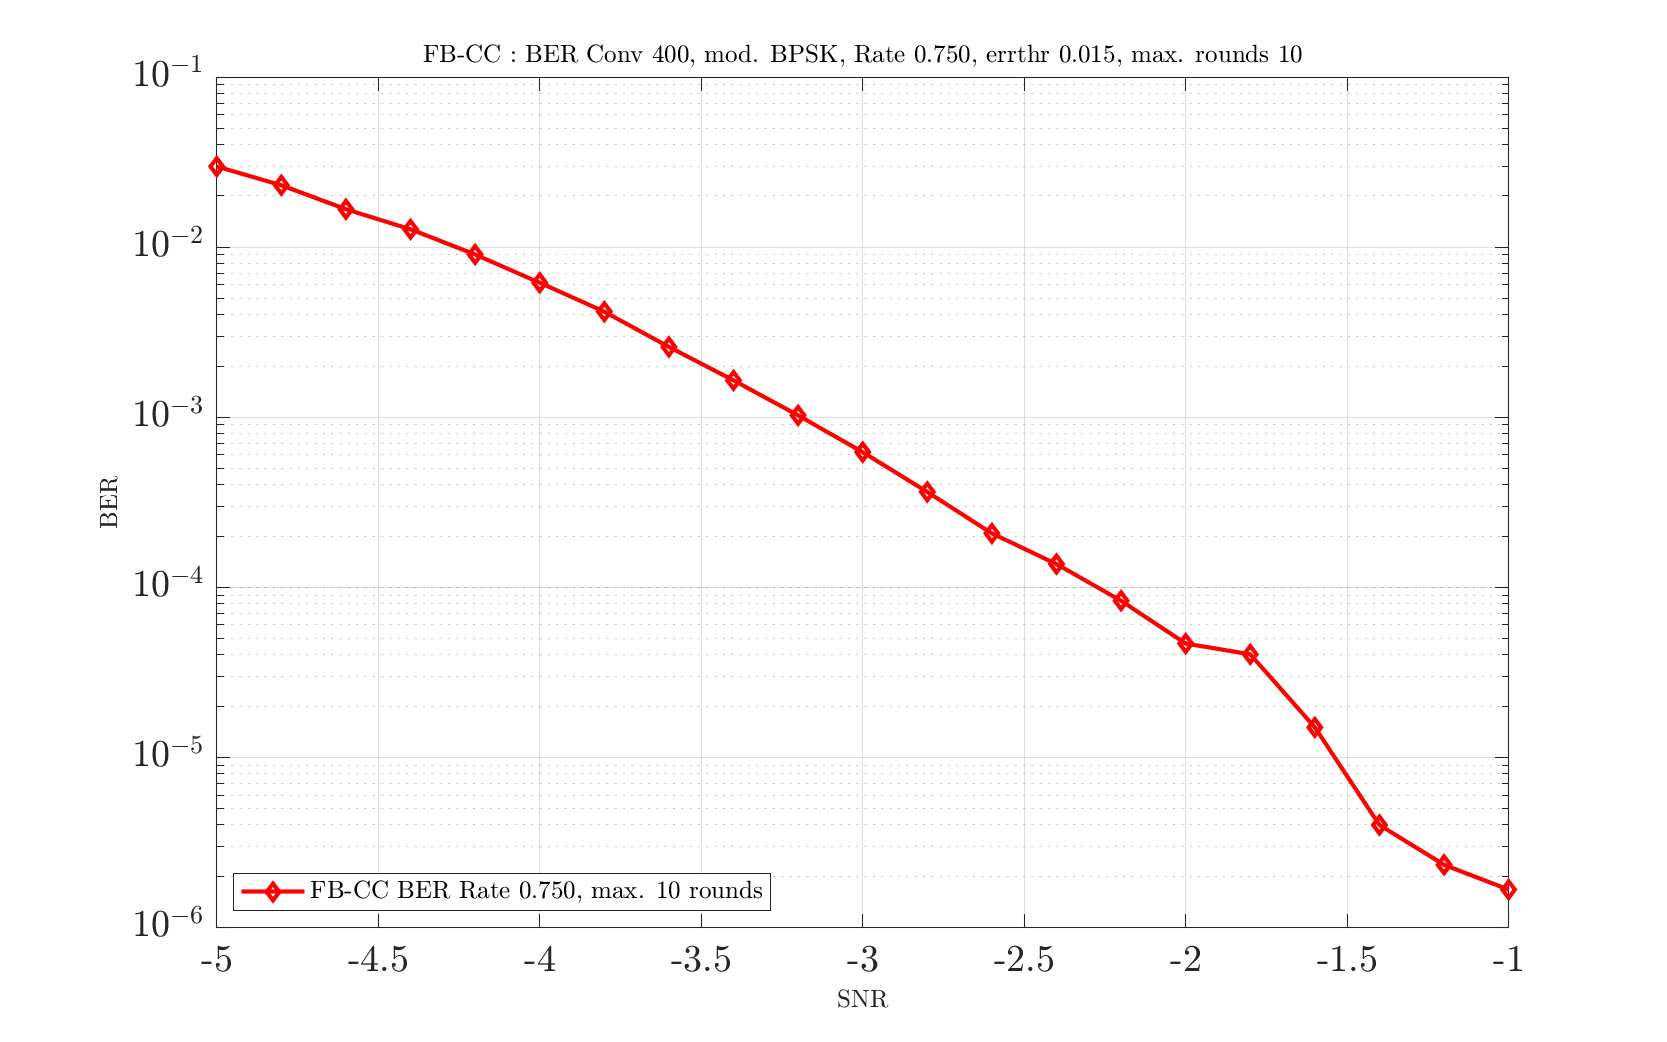 FB-CC : BER Conv 400, mod. BPSK, Rate 0.750, errthr 0.015, max. rounds 10
10^{-1}
10^{-2}
10^{-3}
10^{-4}
10^{-5}
10^{-6}
BER
FB-CC BER Rate 0.750, max. 10 rounds
-5 -4.5 -4 -3.5 -3 -2.5 -2 -1.5 -1
SNR